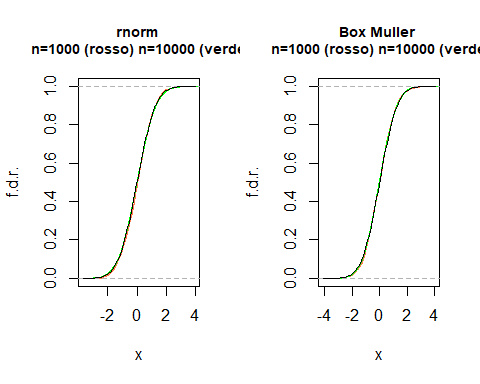 rnorm
n=1000 (rosso) n=10000 (verde
f.d.r.
1.0
0.8
0.6
0.4
0.2
0.0
-2 0 2 4
x
Box Muller
n=1000 (rosso) n=10000 (verde
f.d.r.
1.0
0.8
0.6
0.4
0.2
0.0
-4 -2 0 2 4
x